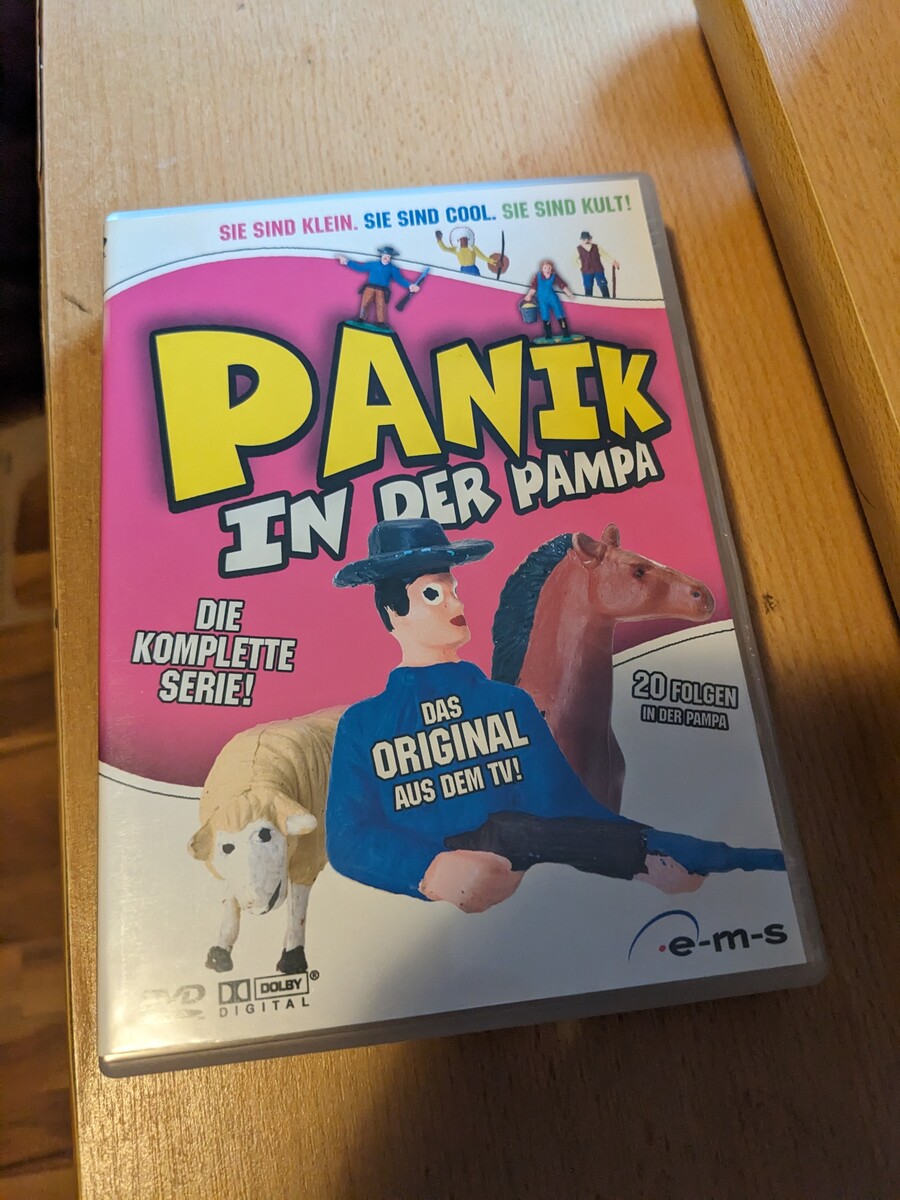 SIE SIND KLEIN. SIE SIND COOL. SIE SIND KULT!
PANIK
IN DER PAMPA
DIE
KOMPLETTE
SERIE!
20 FOLGEN
IN DER PAMPA
DAS
ORIGINAL
AUS DEM TV!
e-m-s
DVD
DOLBY®
DIGITAL